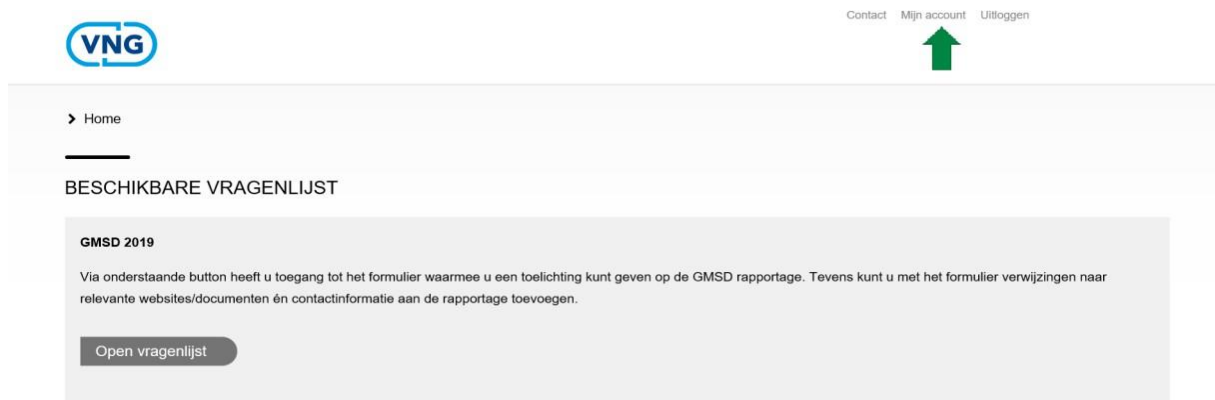 Contact Mijn account Uitloggen
VNG
Home
BESCHIKBARE VRAGENLIJST
GMSD 2019
Via onderstaande button heeft u toegang tot het formulier waarmee u een toelichting kunt geven op de GMSD rapportage. Tevens kunt u met het formulier verwijzingen naar
relevante websites/documenten én contactinformatie aan de rapportage toevoegen.
Open vragenlijst